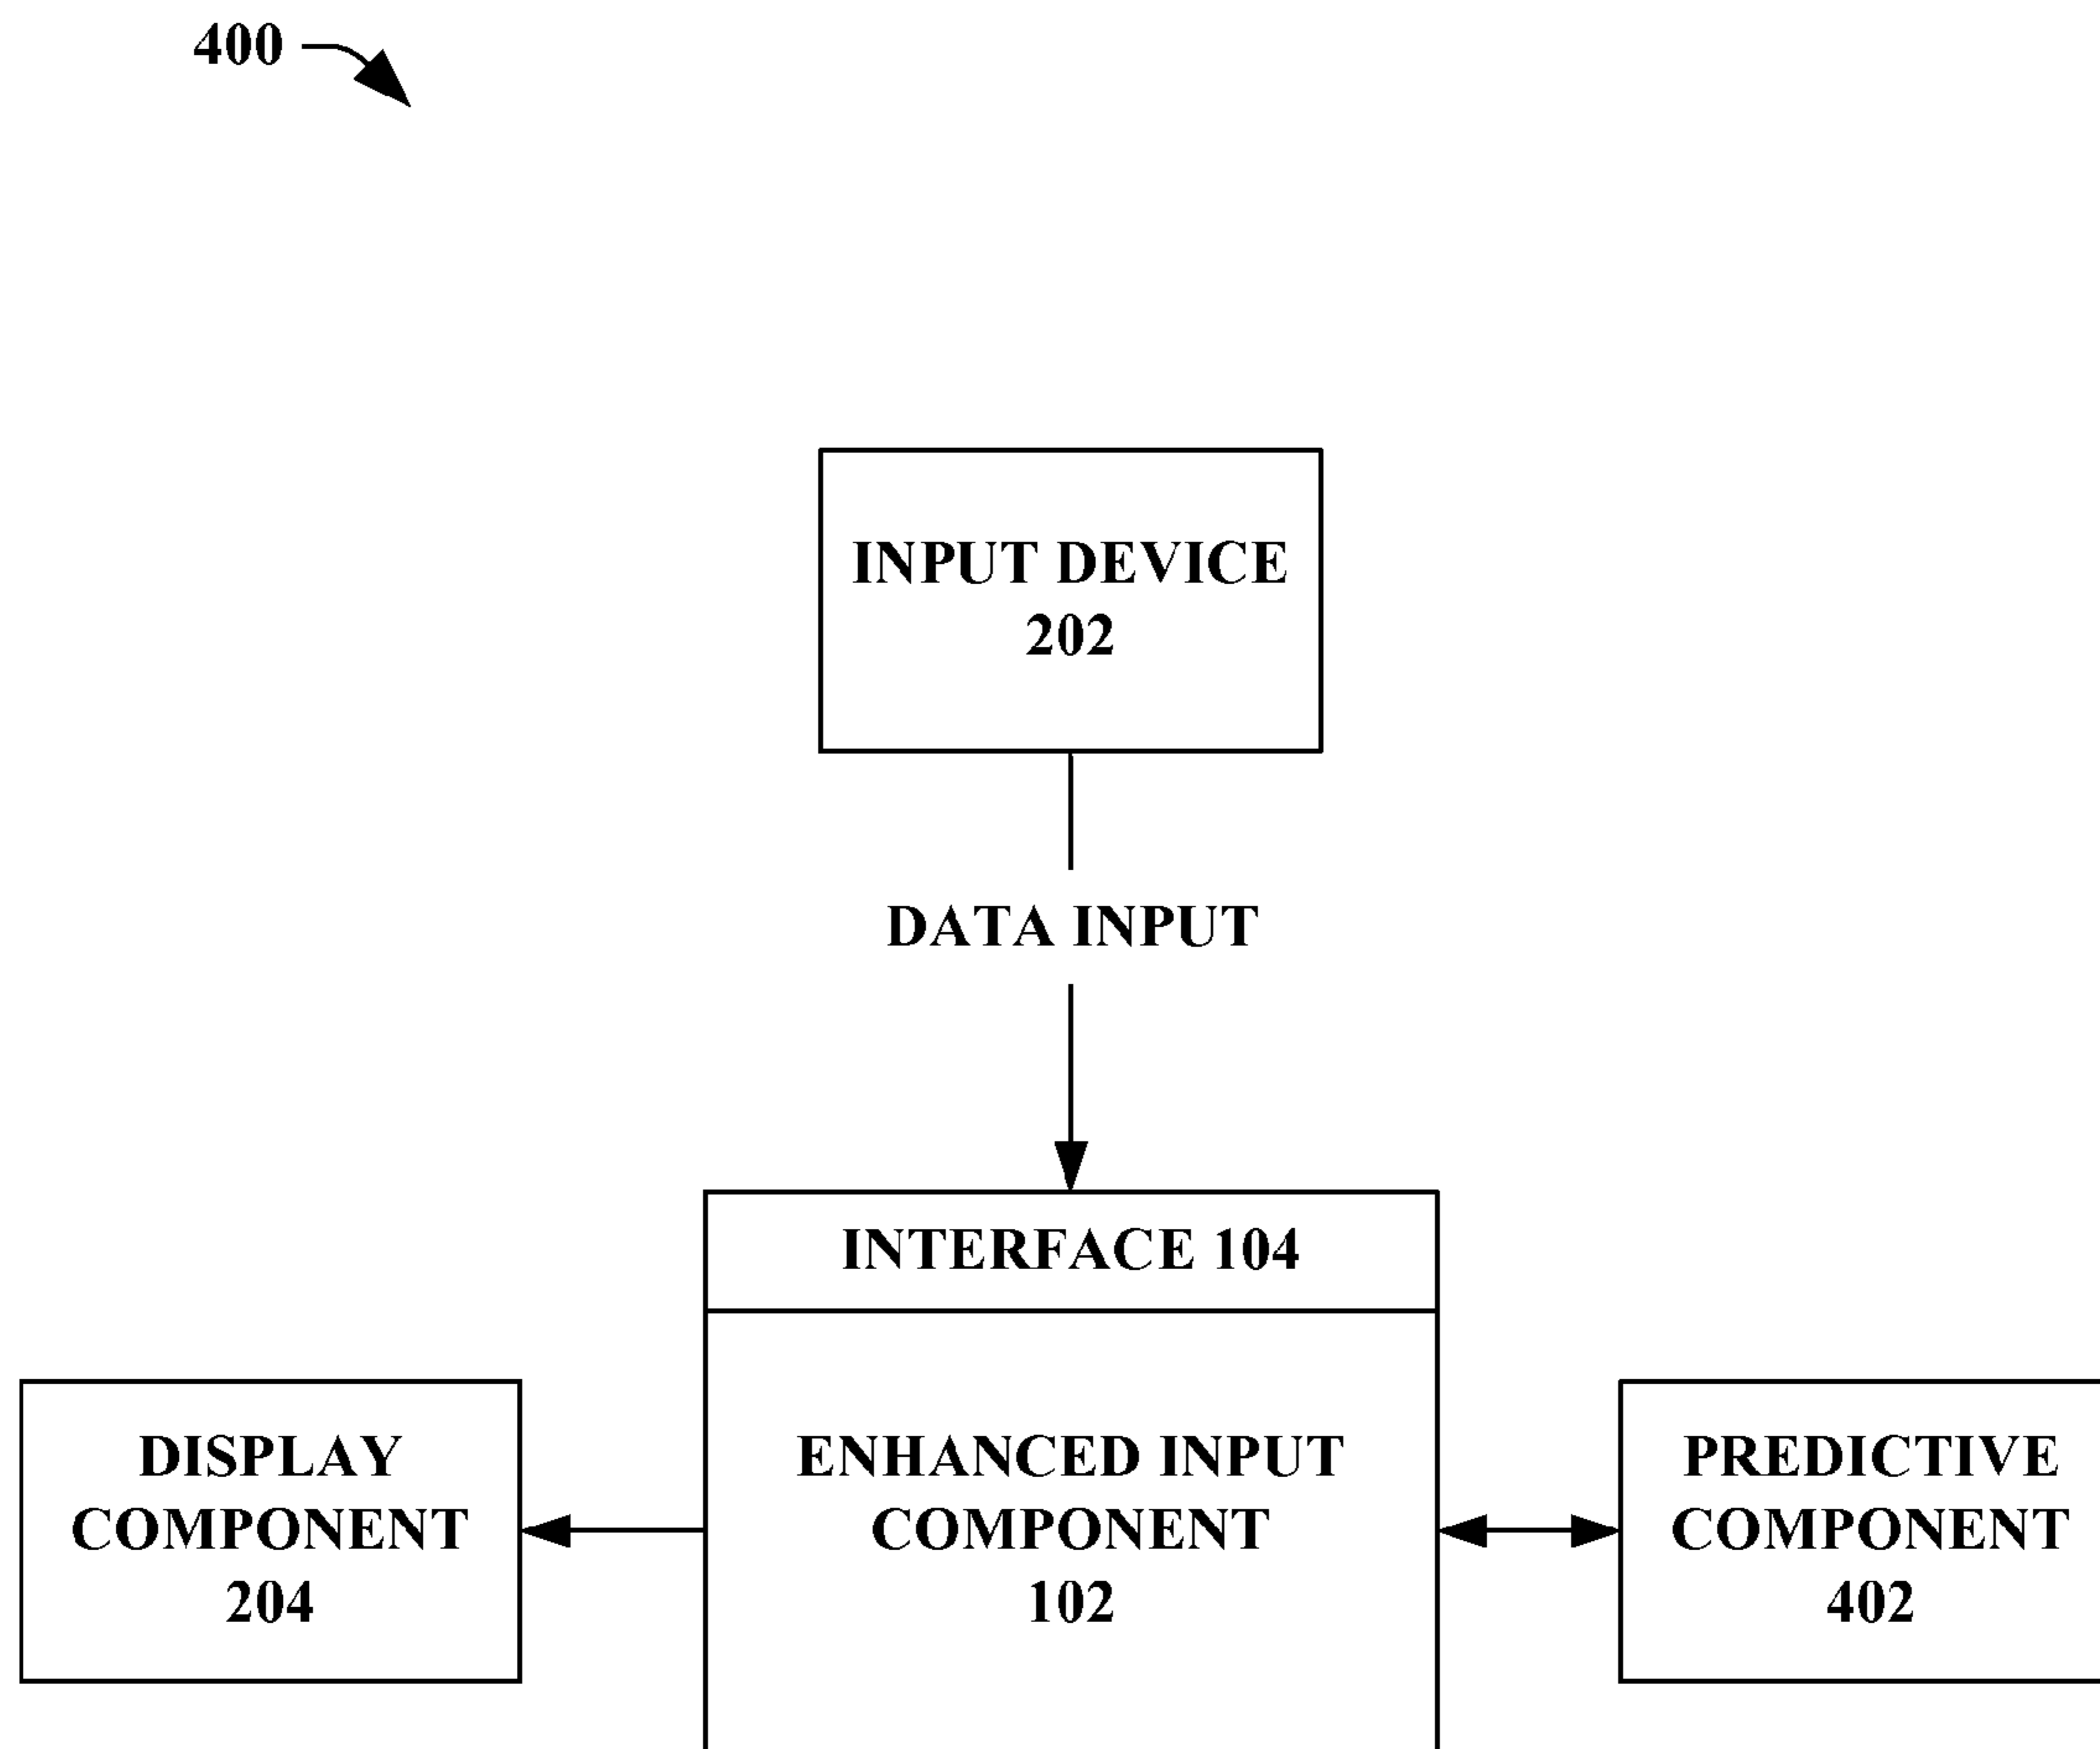 400
INPUT DEVICE
202
DATA INPUT
INTERFACE 104
DISPLAY
COMPONENT
204
ENHANCED INPUT
COMPONENT
102
PREDICTIVE
COMPONENT
402